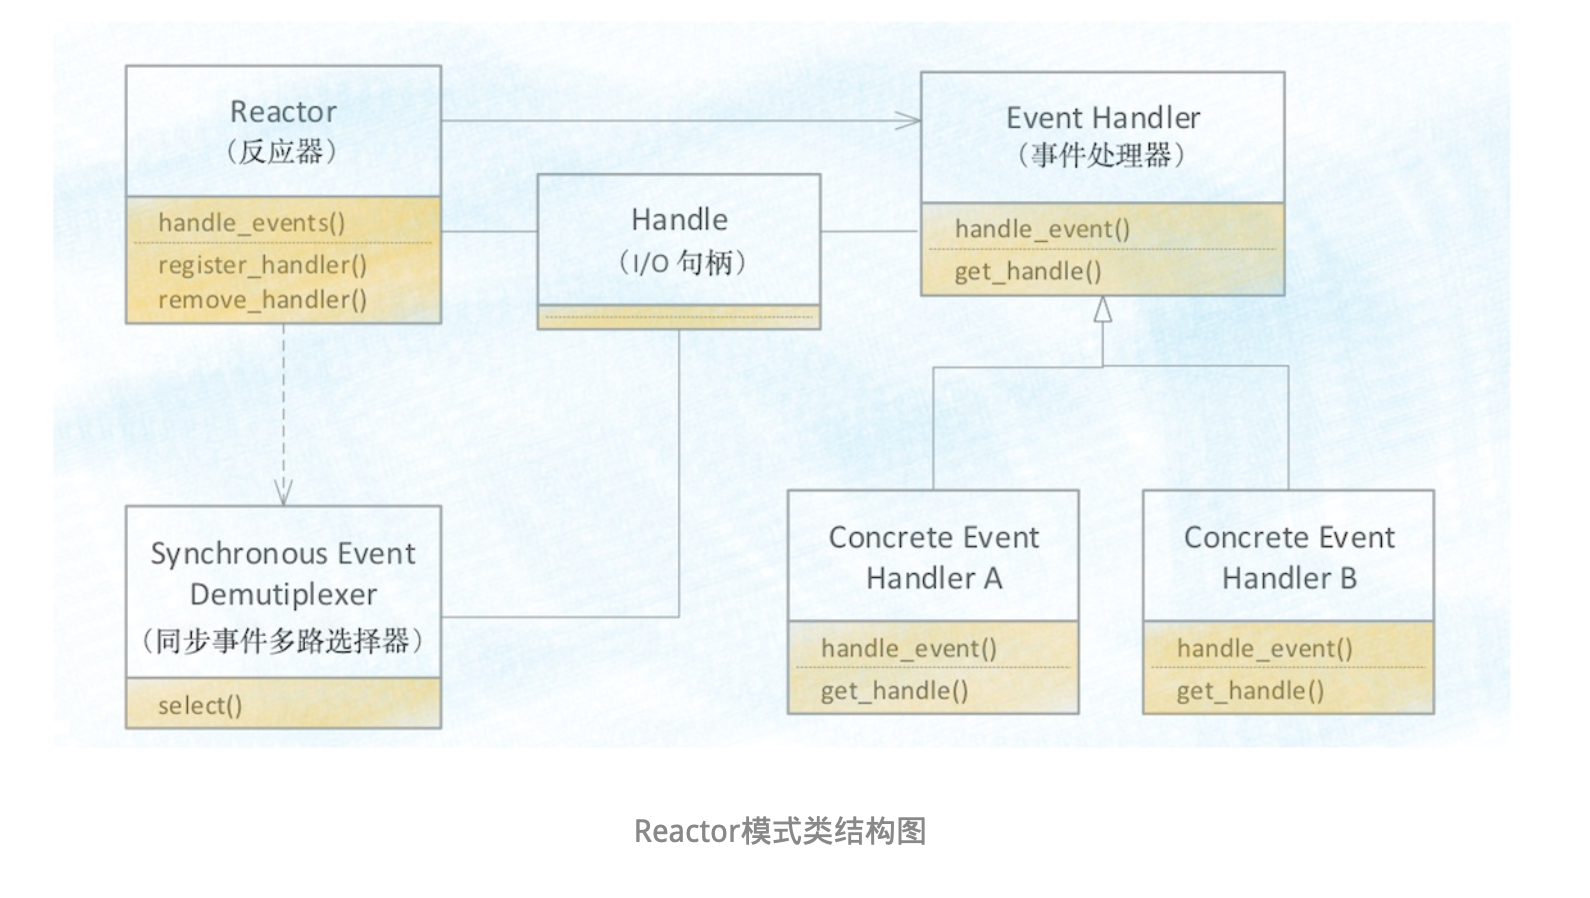 Reactor
（反应器）
handle_events()
register_handler()
remove_handler()
Handle
（I/O 句柄）
Event Handler
（事件处理器）
handle_event()
get_handle()
Synchronous Event
Demutiplexer
（同步事件多路选择器）
select()
Concrete Event
Handler A
handle_event()
get_handle()
Concrete Event
Handler B
handle_event()
get_handle()
Reactor模式类结构图